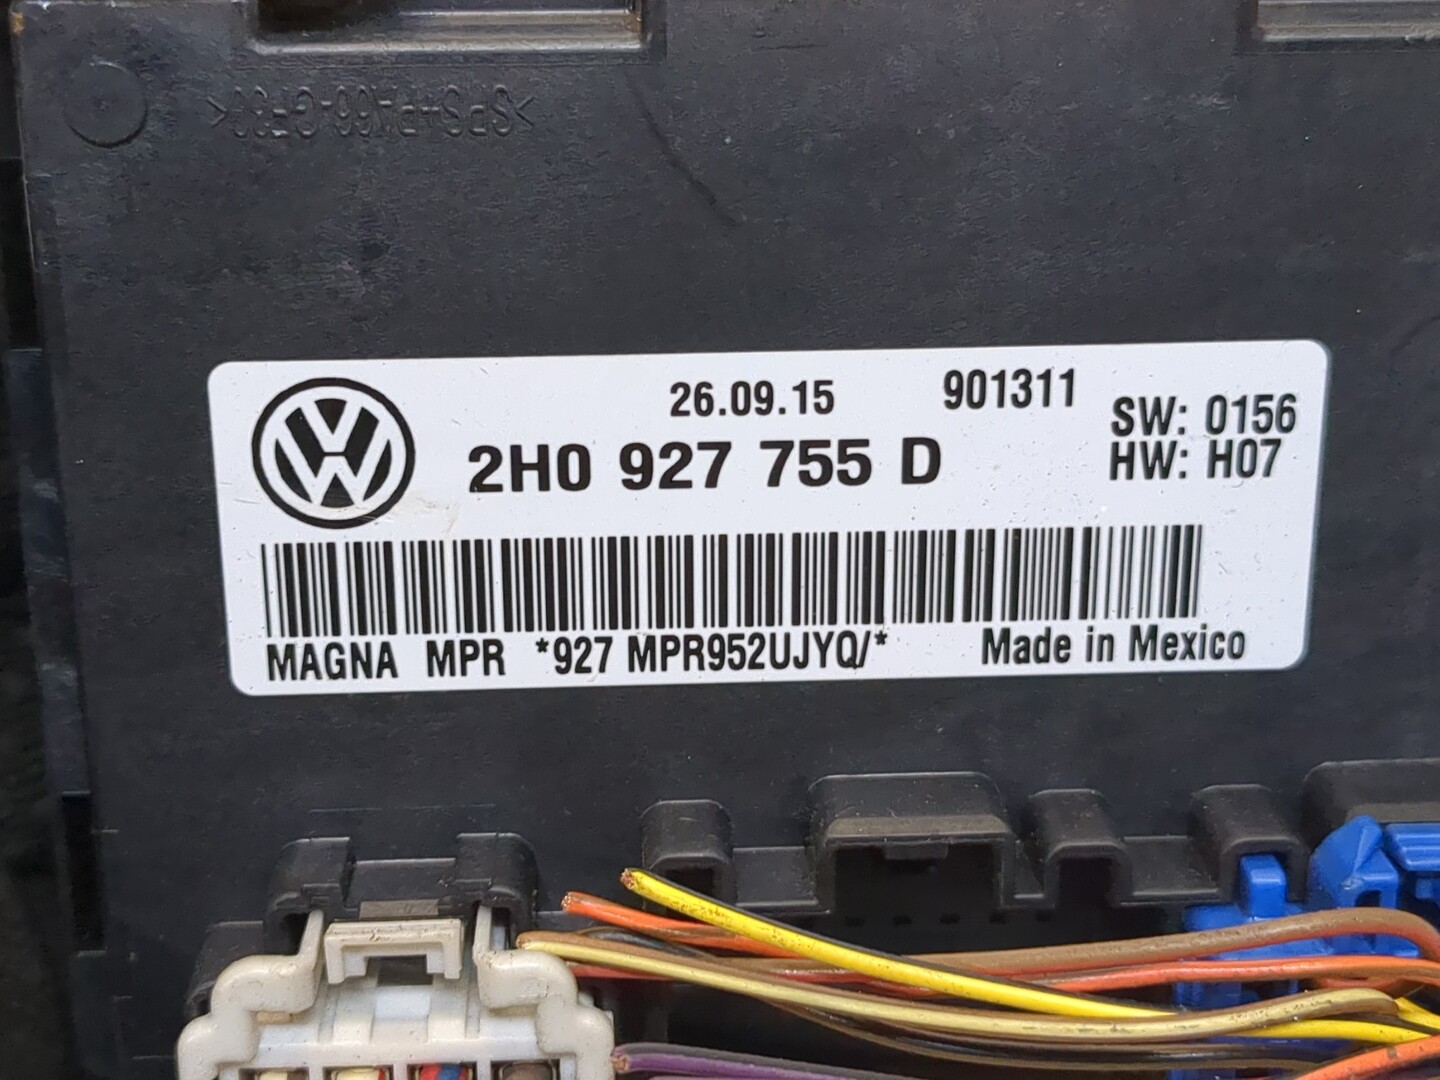 26.09.15 901311
SW: 0156
2H0 927 755 D
HW: H07
MAGNA MPR *927 MPR952UJYQ/* Made in Mexico